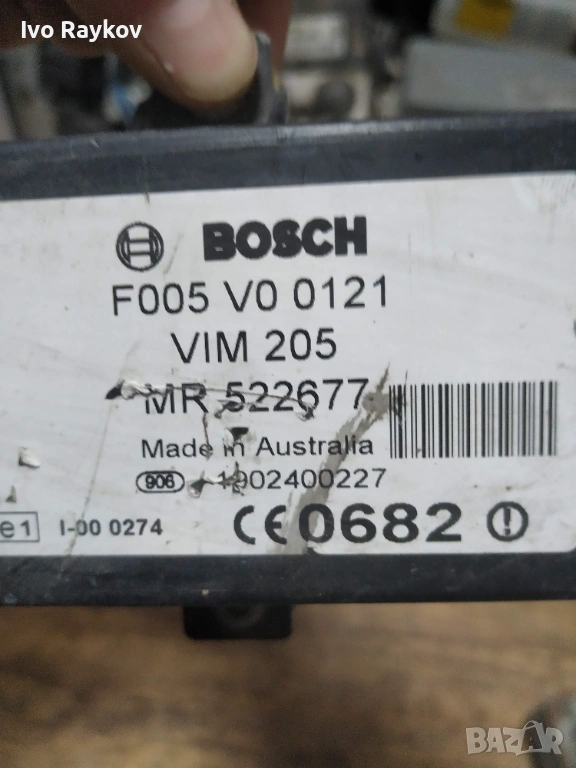 Ivo Raykov
BOSCH
F005 V0 0121
VIM 205
MR 522677
Made in Australia
906 1902400227
e1 I-00 0274 CE0682
BAZAR